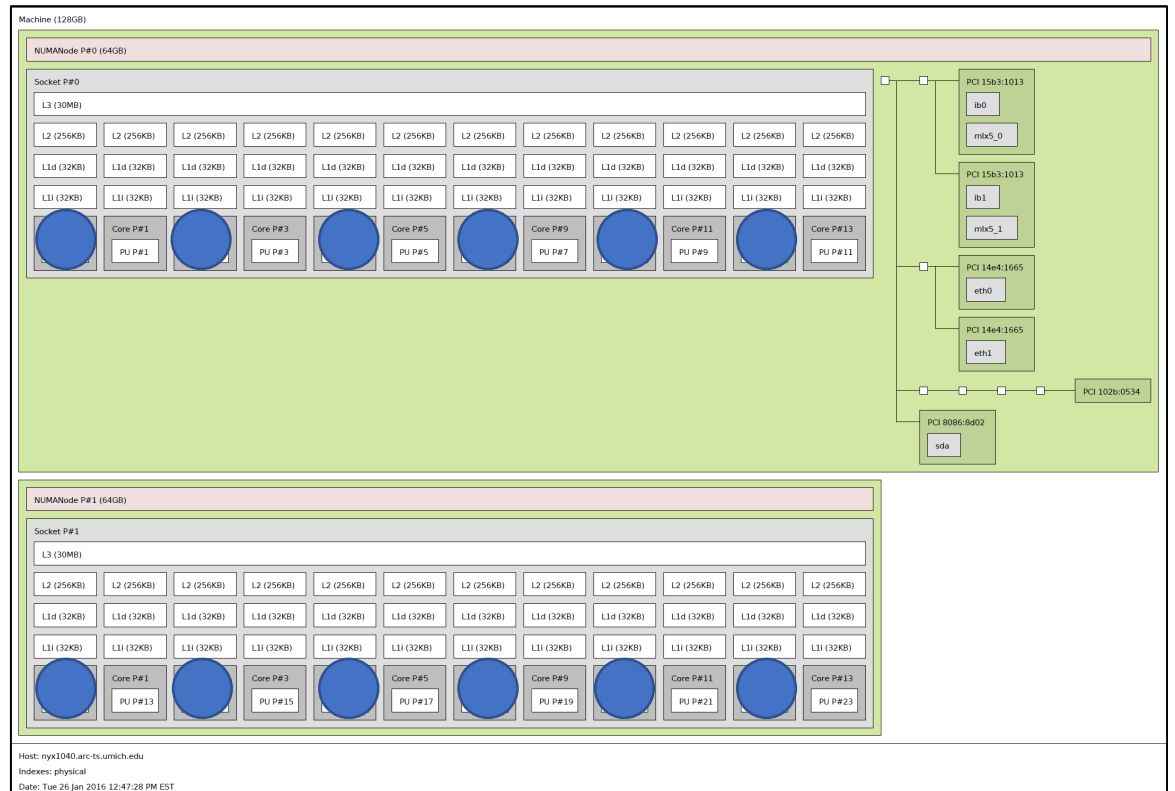 Machine (128GB)
NUMANode P#0 (64GB)
Socket P#0
L3 (30MB)
L2 (256KB) L2 (256KB) L2 (256KB) L2 (256KB) L2 (256KB) L2 (256KB) L2 (256KB) L2 (256KB) L2 (256KB) L2 (256KB) L2 (256KB) L2 (256KB)
L1d (32KB) L1d (32KB) L1d (32KB) L1d (32KB) L1d (32KB) L1d (32KB) L1d (32KB) L1d (32KB) L1d (32KB) L1d (32KB) L1d (32KB) L1d (32KB)
L1i (32KB) L1i (32KB) L1i (32KB) L1i (32KB) L1i (32KB) L1i (32KB) L1i (32KB) L1i (32KB) L1i (32KB) L1i (32KB) L1i (32KB) L1i (32KB)
Core P#1 Core P#3 Core P#5 Core P#9 Core P#11 Core P#13
PU P#1 PU P#3 PU P#5 PU P#7 PU P#9 PU P#11
PCI 15b3:1013
ib0
mlx5_0
PCI 15b3:1013
ib1
mlx5_1
PCI 14e4:1665
eth0
PCI 14e4:1665
eth1
PCI 102b:0534
PCI 8086:8d02
sda
NUMANode P#1 (64GB)
Socket P#1
L3 (30MB)
L2 (256KB) L2 (256KB) L2 (256KB) L2 (256KB) L2 (256KB) L2 (256KB) L2 (256KB) L2 (256KB) L2 (256KB) L2 (256KB) L2 (256KB) L2 (256KB)
L1d (32KB) L1d (32KB) L1d (32KB) L1d (32KB) L1d (32KB) L1d (32KB) L1d (32KB) L1d (32KB) L1d (32KB) L1d (32KB) L1d (32KB) L1d (32KB)
L1i (32KB) L1i (32KB) L1i (32KB) L1i (32KB) L1i (32KB) L1i (32KB) L1i (32KB) L1i (32KB) L1i (32KB) L1i (32KB) L1i (32KB) L1i (32KB)
Core P#1 Core P#3 Core P#5 Core P#9 Core P#11 Core P#13
PU P#13 PU P#15 PU P#17 PU P#19 PU P#21 PU P#23
Host: nyx1040.arc-ts.umich.edu
Indexes: physical
Date: Tue 26 Jan 2016 12:47:28 PM EST